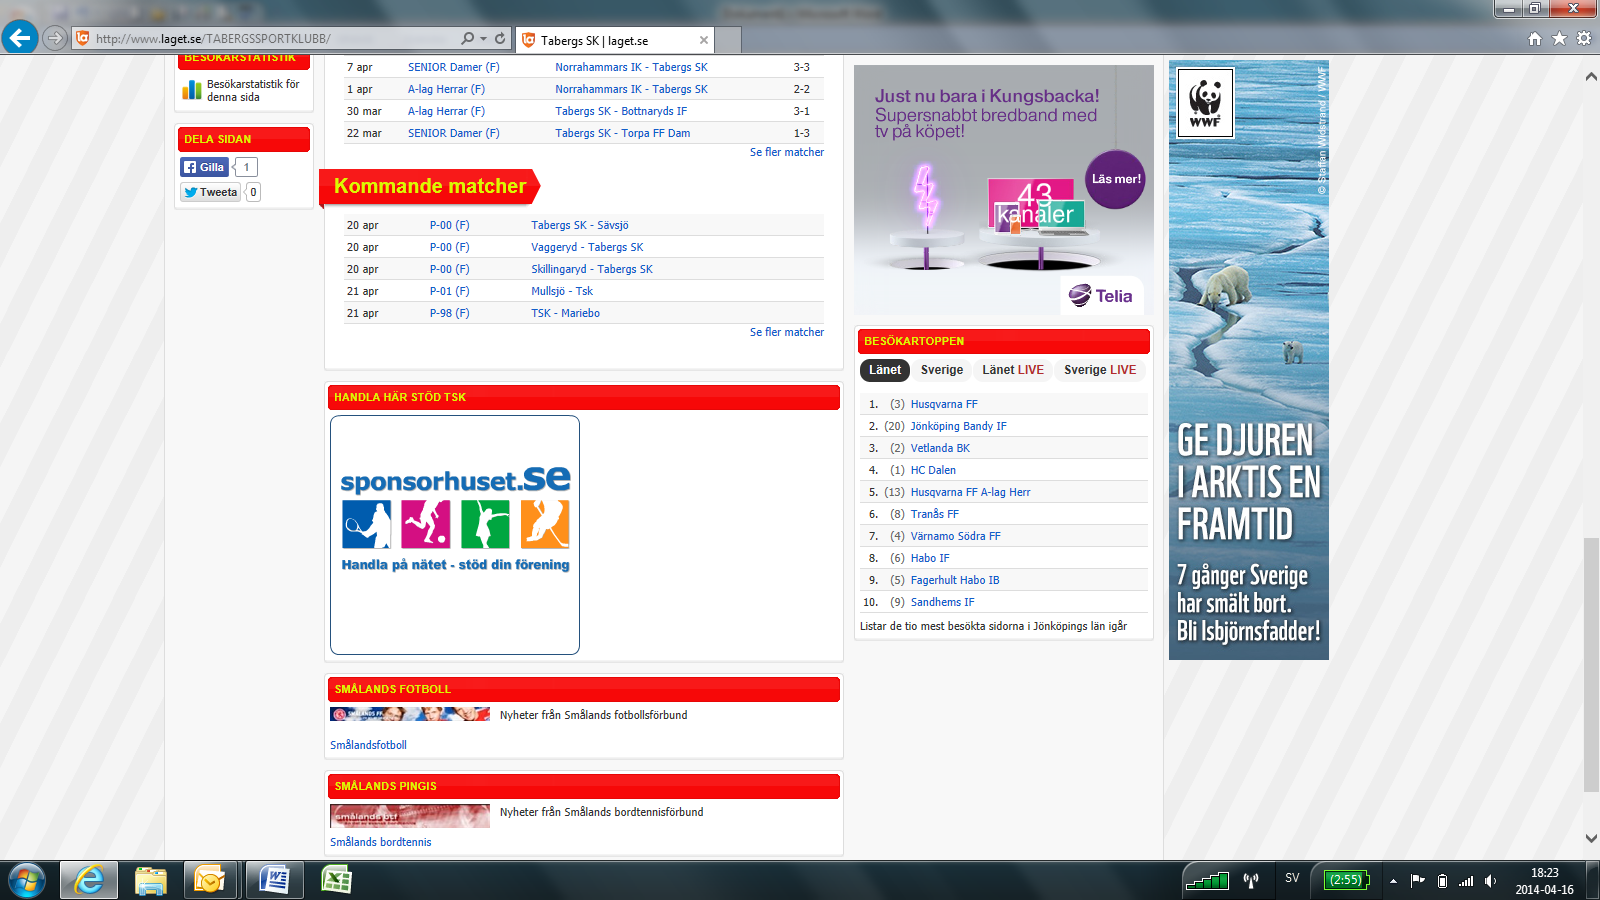 http://www.laget.se/TABERGSSPORTKLUBB/
Tabergs SK | laget.se
BESÖKARSTATISTIK
Besökarstatistik för
denna sida
DELA SIDAN
Gilla 1
Tweeta 0
7 apr SENIOR Damer (F) Norrahammars IK - Tabergs SK 3-3
1 apr A-lag Herrar (F) Norrahammars IK - Tabergs SK 2-2
30 mar A-lag Herrar (F) Tabergs SK - Bottnaryds IF 3-1
22 mar SENIOR Damer (F) Tabergs SK - Torpa FF Dam 1-3
Se fler matcher
Kommande matcher
20 apr P-00 (F) Tabergs SK - Sävsjö
20 apr P-00 (F) Vaggeryd - Tabergs SK
20 apr P-00 (F) Skillingaryd - Tabergs SK
21 apr P-01 (F) Mullsjö - Tsk
21 apr P-98 (F) TSK - Mariebo
Se fler matcher
HANDLA HÄR STÖD TSK
sponsorhuset.se
Handla på nätet - stöd din förening
SMÅLANDS FOTBOLL
SMÅLANDS FF
Nyheter från Smålands fotbollsförbund
Smålandsfotboll
SMÅLANDS PINGIS
smålands btf
Nyheter från Smålands bordtennisförbund
Smålands bordtennis
Just nu bara i Kungsbacka!
Supersnabbt bredband med
tv på köpet!
Läs mer!
43
kanaler
Telia
BESÖKARTOPPEN
Länet Sverige Länet LIVE Sverige LIVE
1. (3) Husqvarna FF
2. (20) Jönköping Bandy IF
3. (2) Vetlanda BK
4. (1) HC Dalen
5. (13) Husqvarna FF A-lag Herr
6. (8) Tranås FF
7. (4) Värnamo Södra FF
8. (6) Habo IF
9. (5) Fagerhult Habo IB
10. (9) Sandhems IF
Listar de tio mest besökta sidorna i Jönköpings län igår
WWF
© Staffan Widstrand / WWF
GE DJUREN
I ARKTIS EN
FRAMTID
7 gånger Sverige
har smält bort.
Bli Isbjörnsfadder!
SV
(2:55)
18:23
2014-04-16